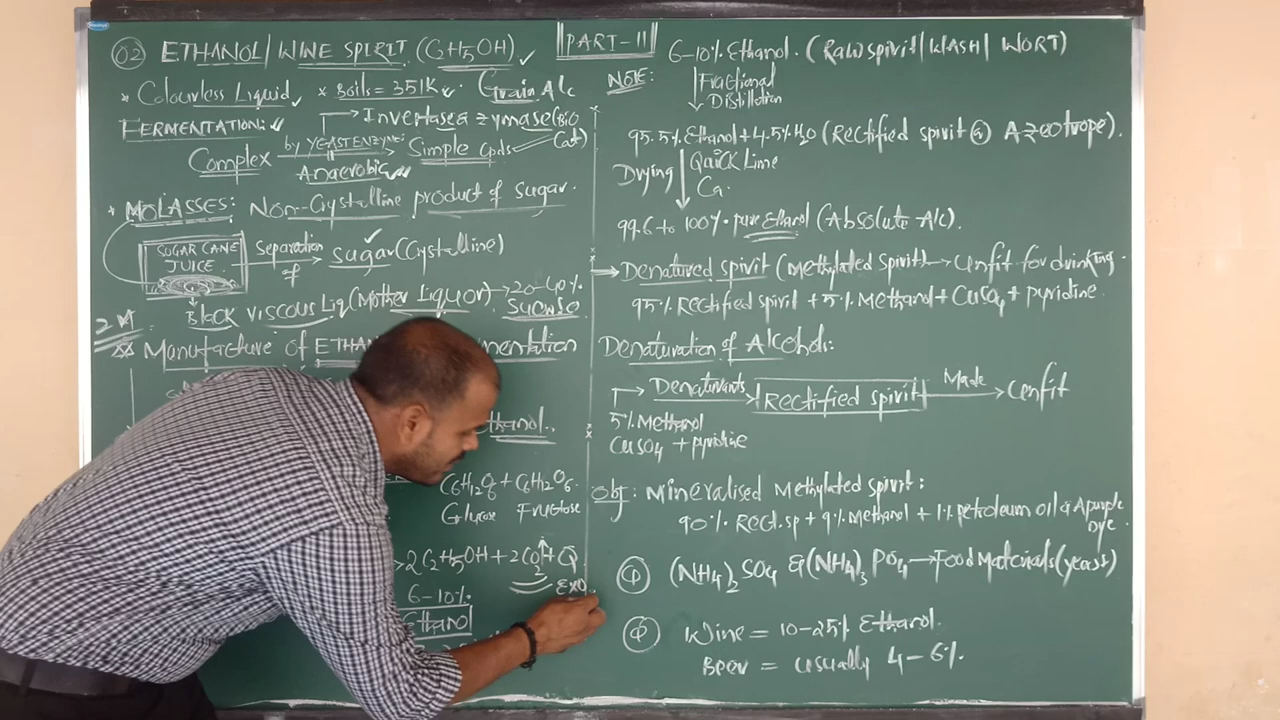 02 ETHANOL/WINE SPIRIT (C2H5OH) ✓
* Colourless Liquid ✓ * boils = 351K ✓ Grain Alc
FERMENTATION: ✓ → Invertase & zymase (Bio
Complex by YEAST ENZYME → Simple cpds Cat)
Anaerobic ✓
* MOLASSES: Non-Crystalline product of sugar.
SUGAR CANE JUICE Separation of → sugar (Crystalline)
Black viscous Liq (Mother Liquor) → 20-40% Sucrose
2M
Manufacture of mentation
thanol.
C6H12O6 + C6H12O6
Glucose Fructose
→ 2C2H5OH + 2CO2↑ + Q
6-10% Exo
Ethanol
PART-II
NOTE:
6-10% Ethanol. (Raw spirit/WASH/WORT)
↓ Fractional Distillation
95.5% Ethanol + 4.5% H2O (Rectified spirit @ Azeotrope).
Drying ↓ Quick Lime
Ca.
99.6 to 100% pure Ethanol (Absolute Alc).
→ Denatured spirit (Methylated Spirit) → Unfit for drinking.
95% Rectified spirit + 5% Methanol + CuSO4 + pyridine.
Denaturation of Alcohols:
→ Denaturants → Rectified spirit Made → Unfit
5% Methanol
CuSO4 + pyridine
Obj: Mineralised Methylated spirit:
90% Rect.sp + 9% Methanol + 1% petroleum oil & A purple Dye.
(NH4)2SO4 & (NH4)3PO4 → Food Materials (yeast)
Wine = 10-25% Ethanol.
Beer = usually 4-6%.